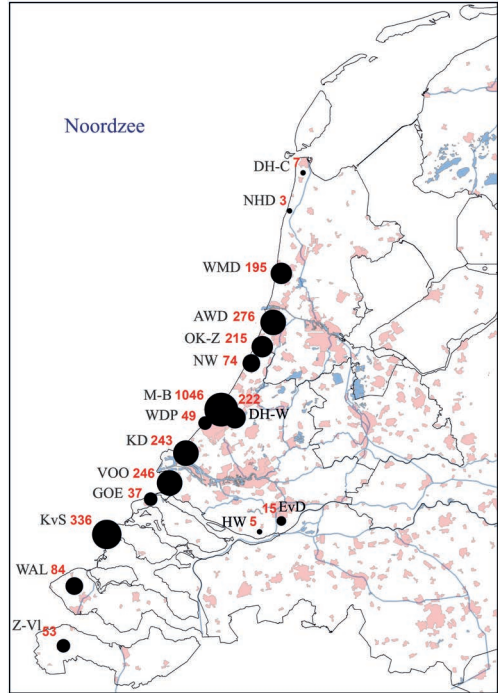 Noordzee
DH-C 7
NHD 3
WMD 195
AWD 276
OK-Z 215
NW 74
M-B 1046
222
WDP 49
DH-W
KD 243
VOO 246
GOE 37
15 EvD
HW 5
KvS 336
WAL 84
Z-Vl 53